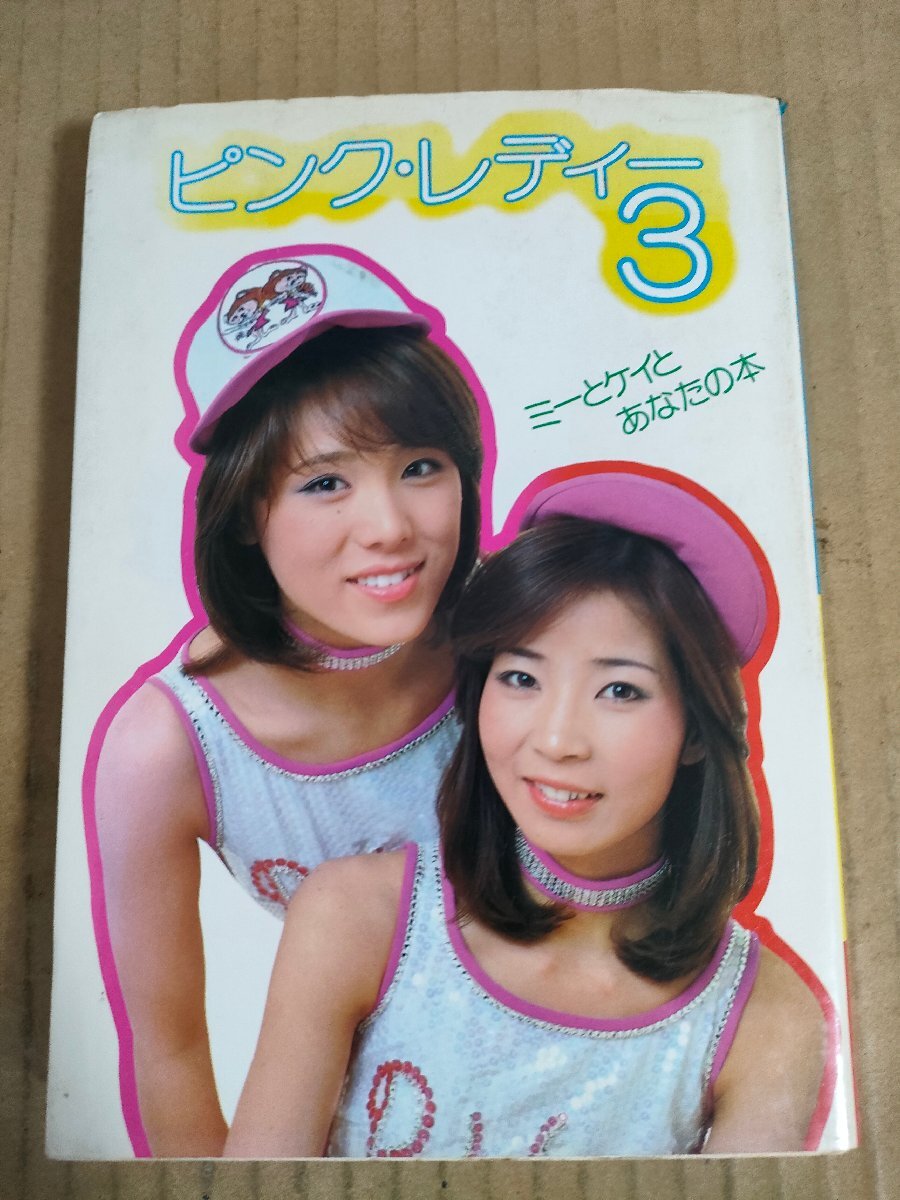 ピンク・レディー
3
ミーとケイと
あなたの本